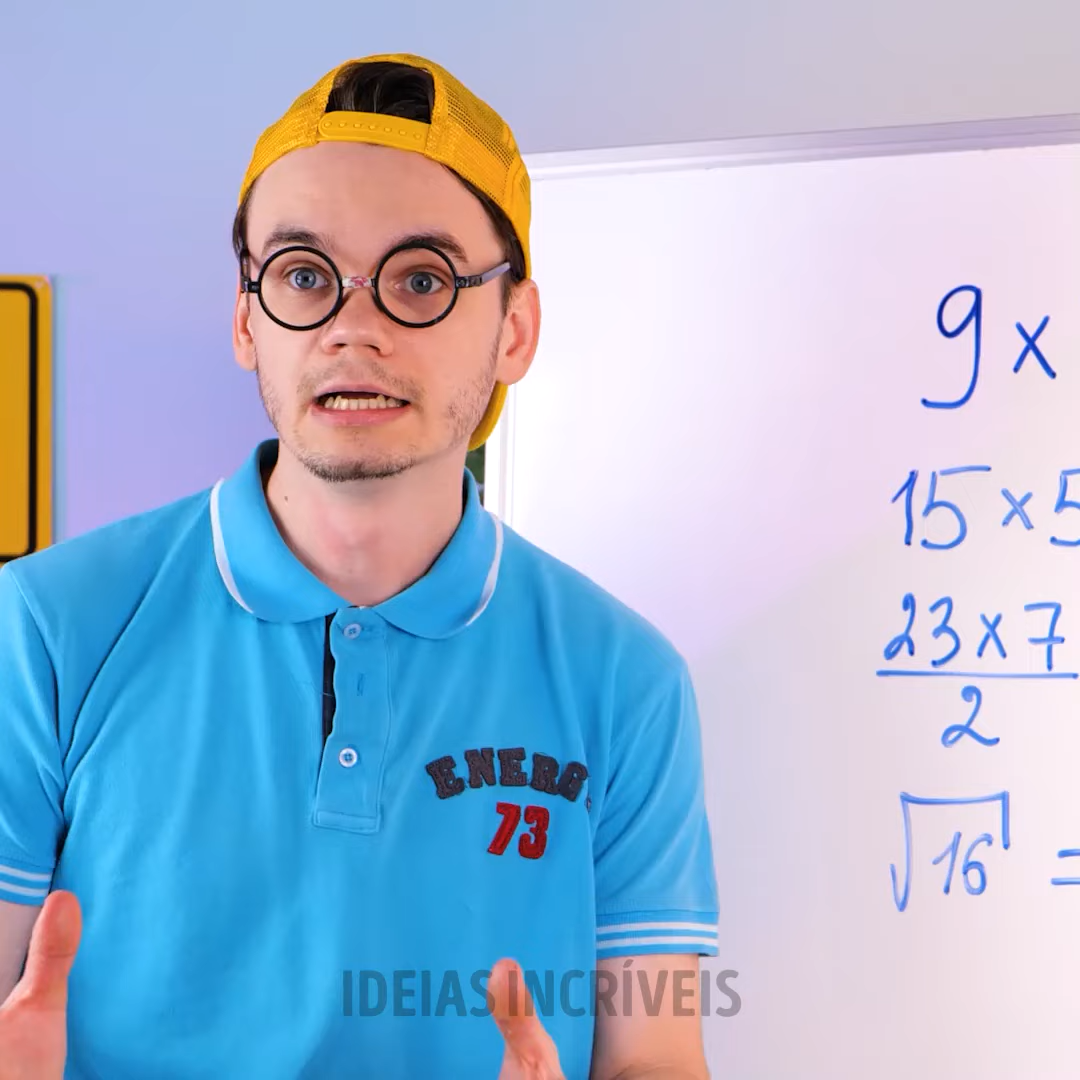 9 x
15 x 5
23 x 7
2
√16 =
ENERG
73
IDEIAS INCRÍVEIS